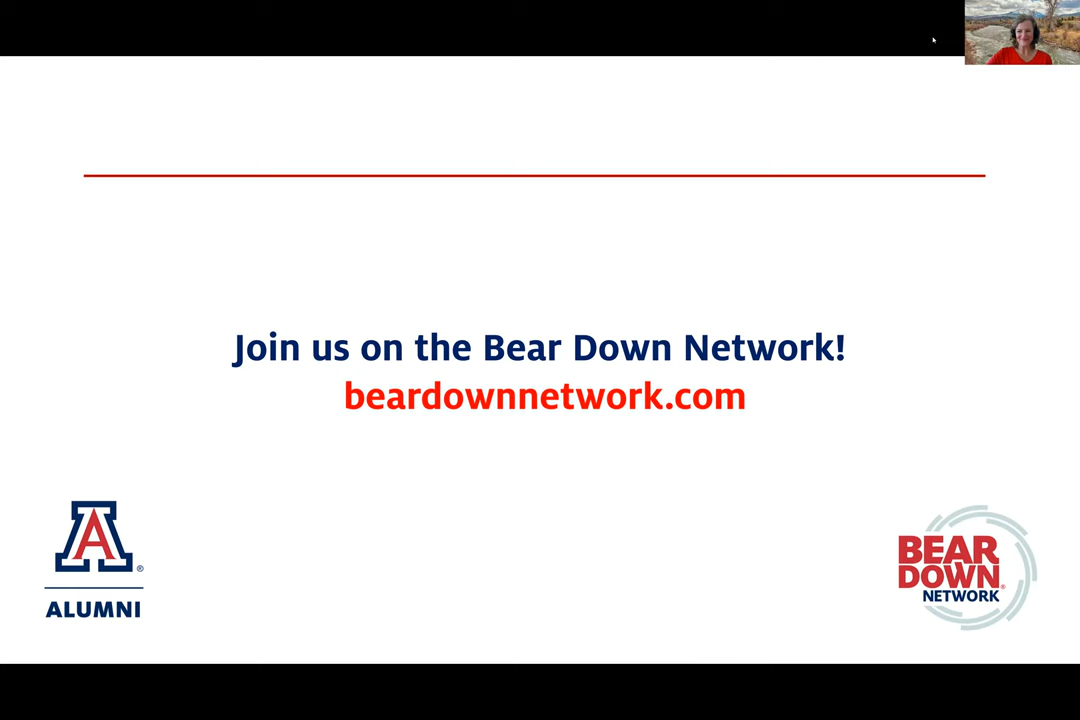 Join us on the Bear Down Network!
beardownnetwork.com
A®
ALUMNI
BEAR
DOWN®
NETWORK